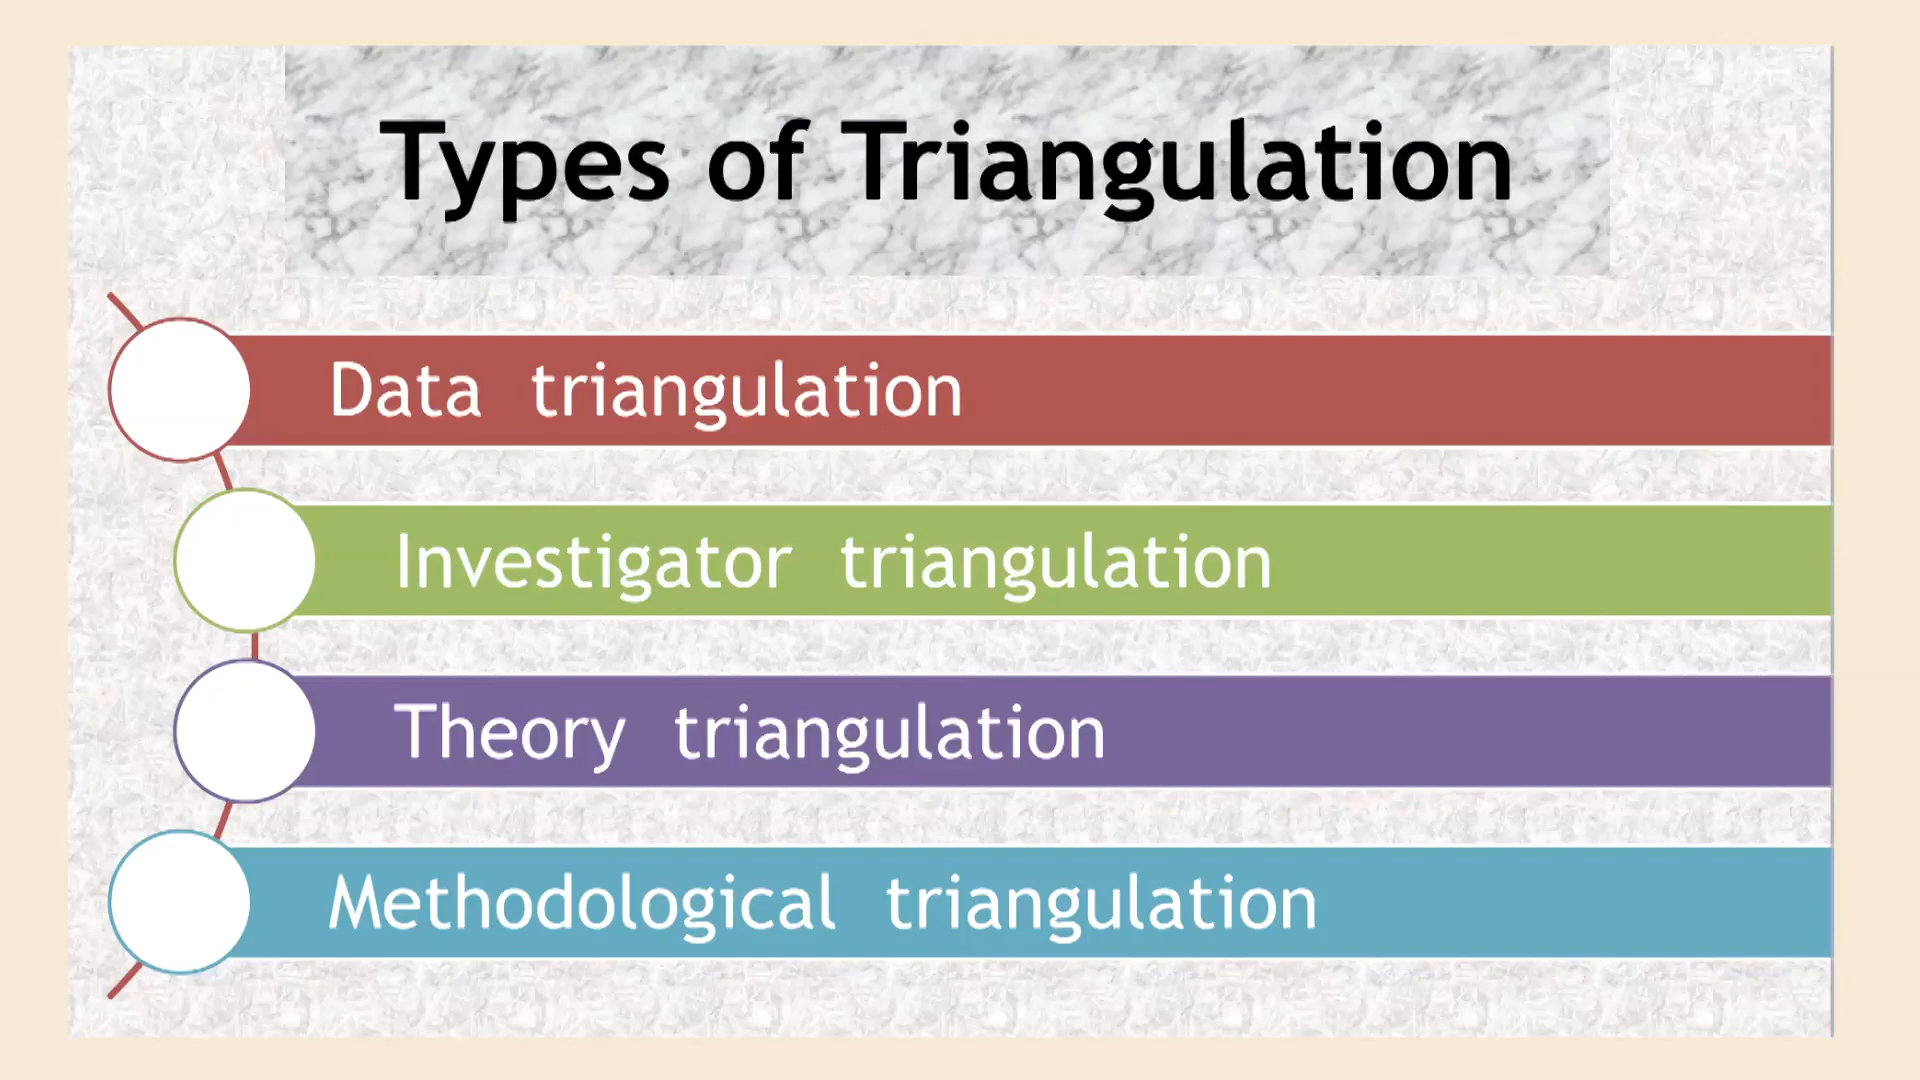 Types of Triangulation
Data triangulation
Investigator triangulation
Theory triangulation
Methodological triangulation